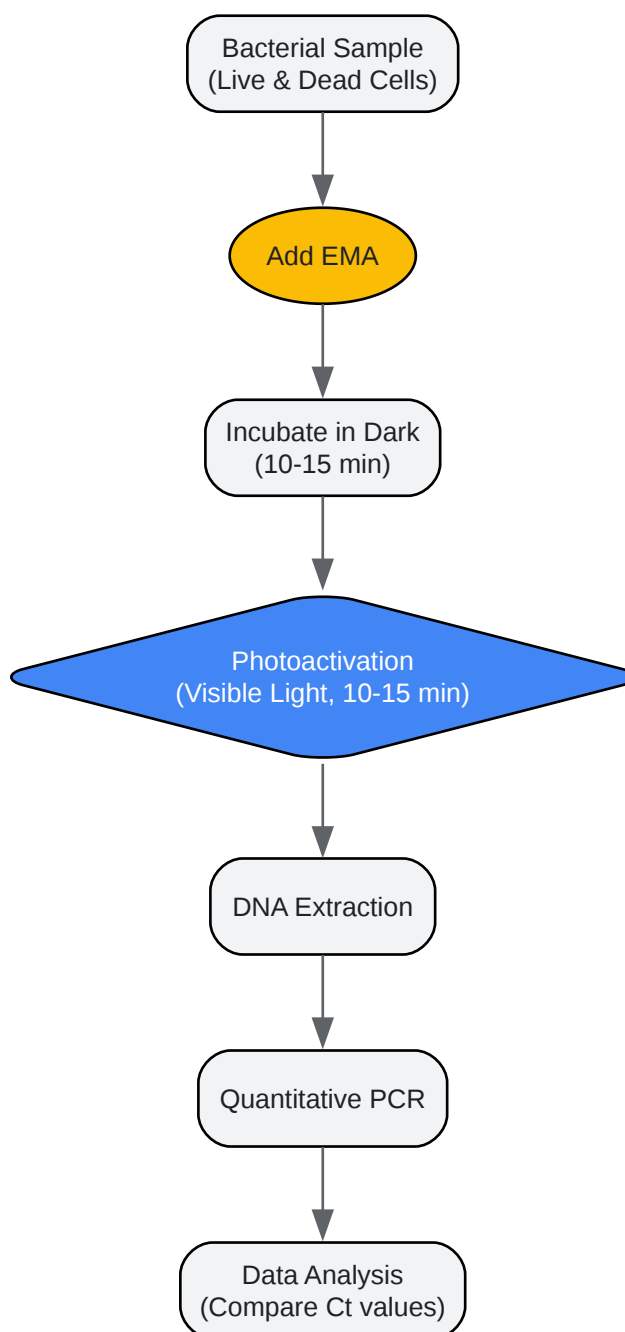 Bacterial Sample
(Live & Dead Cells)
Add EMA
Incubate in Dark
(10-15 min)
Photoactivation
(Visible Light, 10-15 min)
DNA Extraction
Quantitative PCR
Data Analysis
(Compare Ct values)